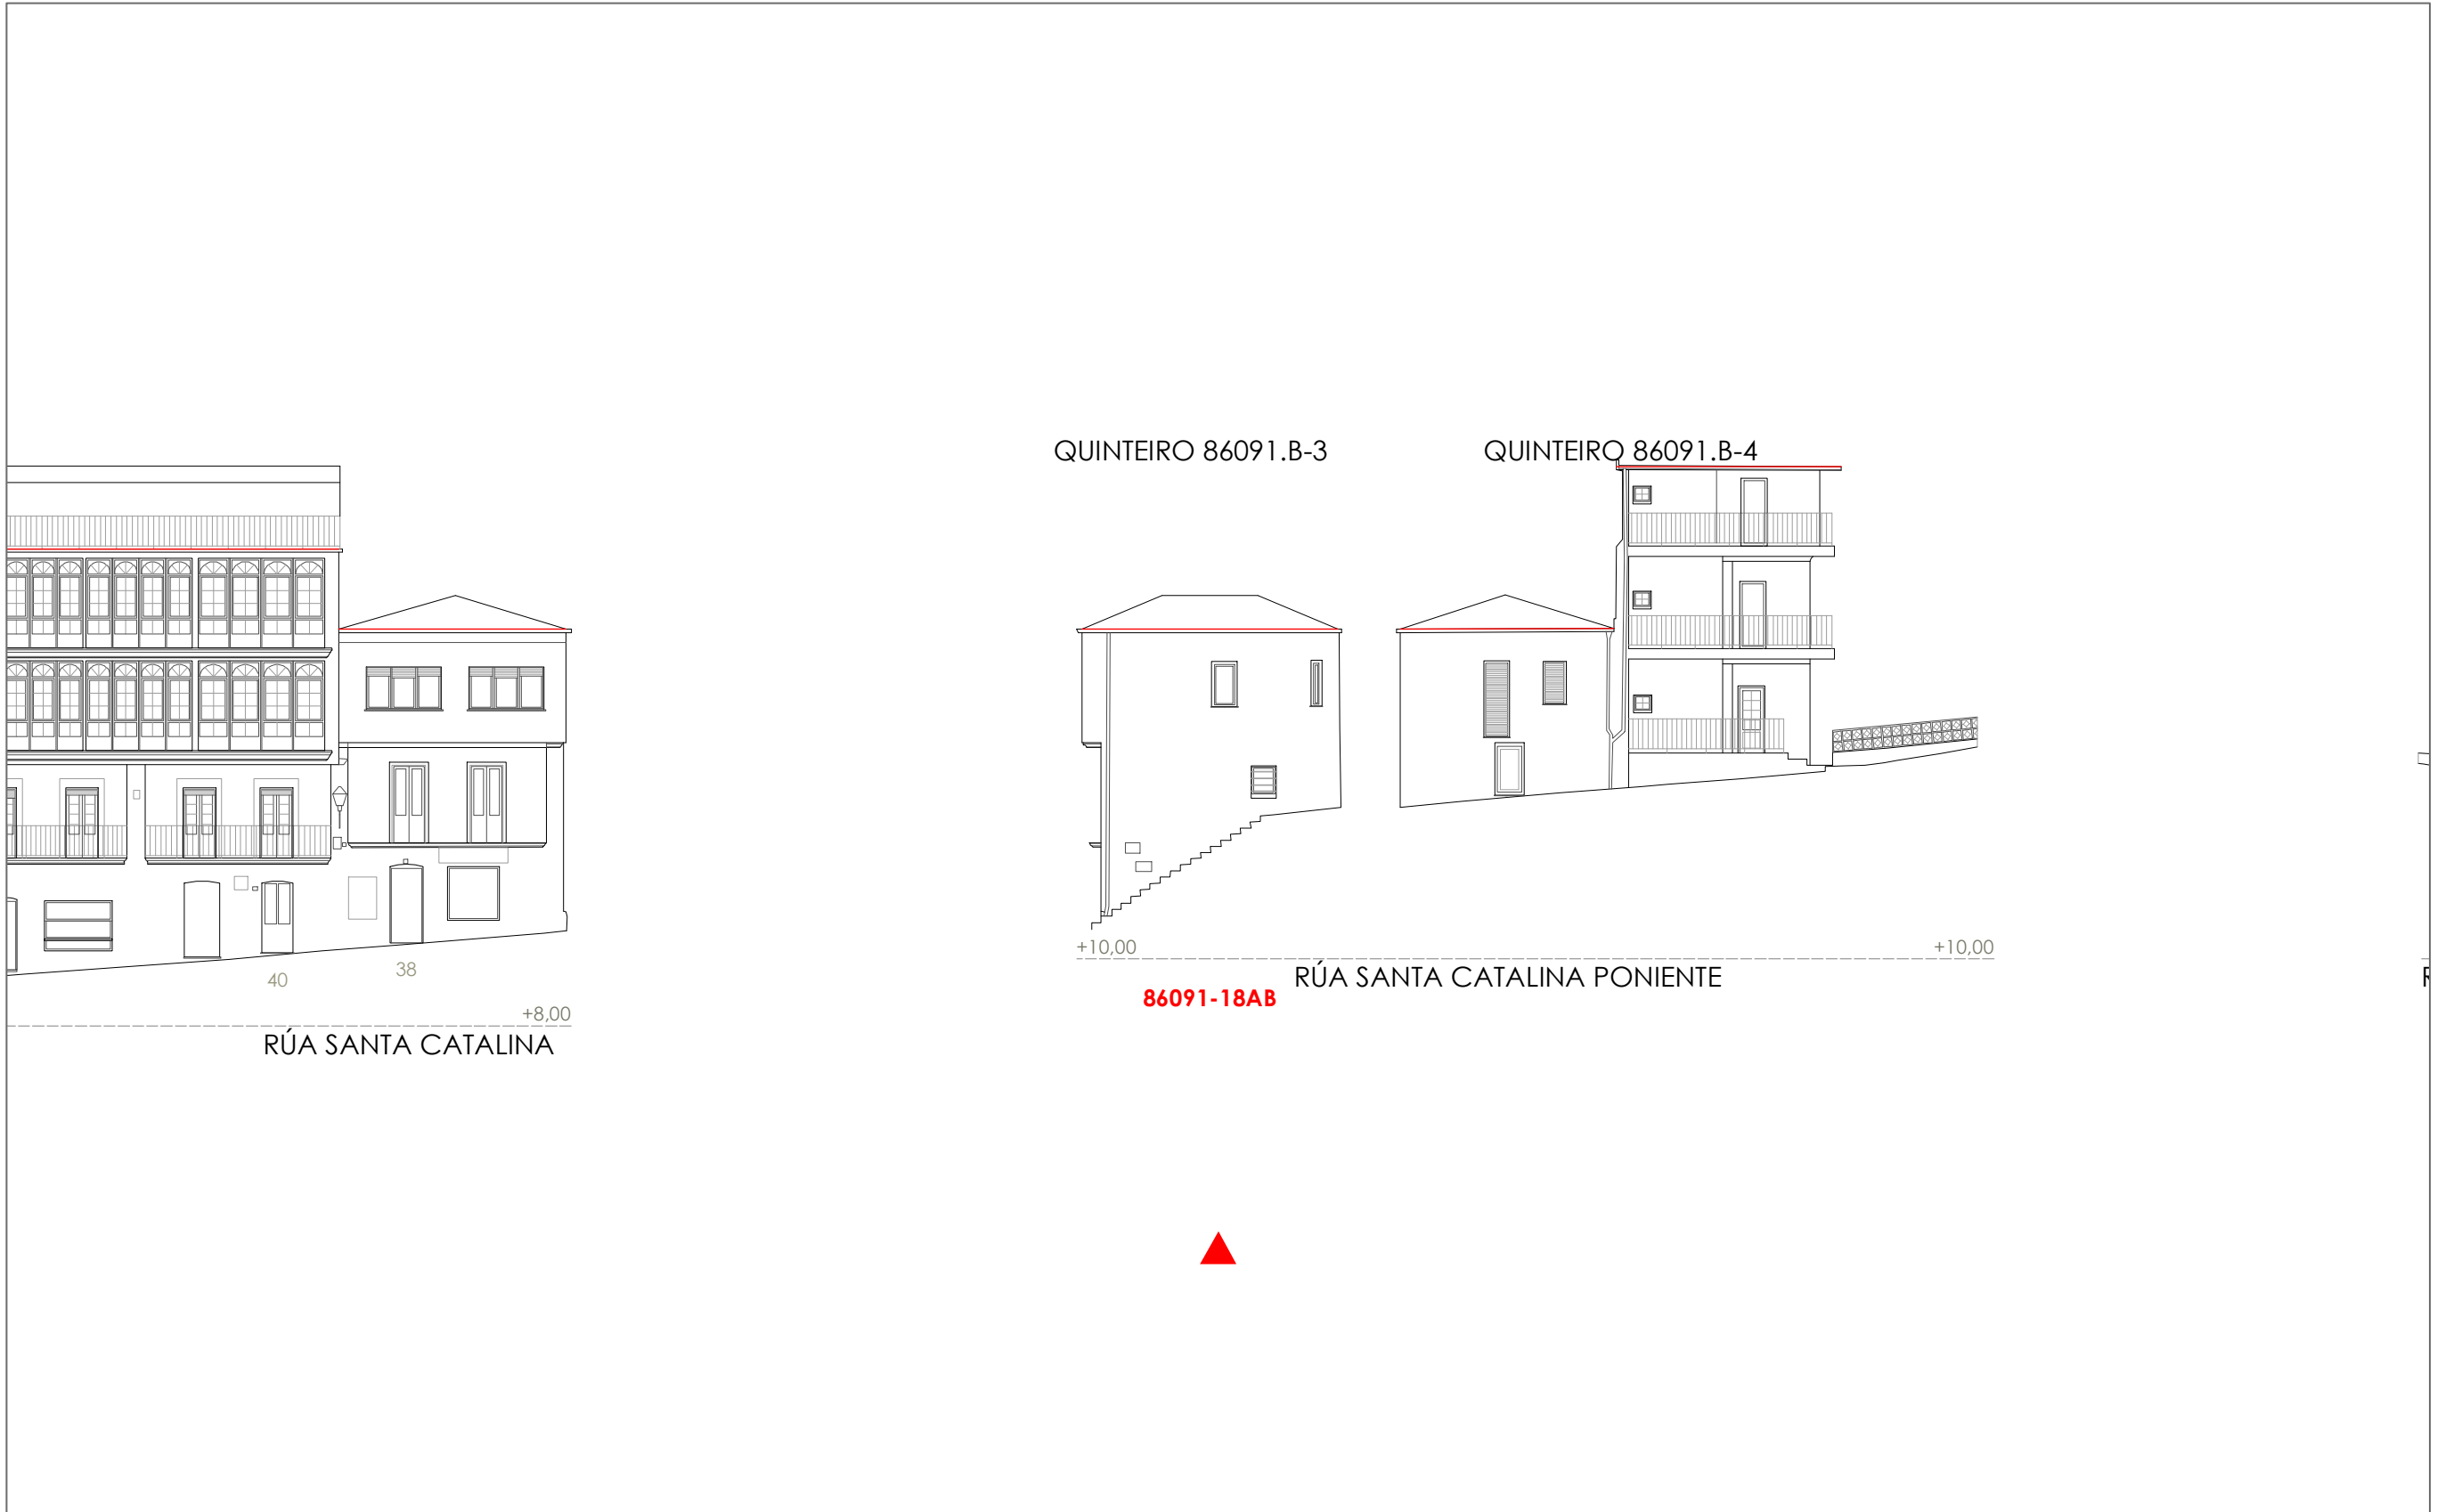 QUINTEIRO 86091.B-3
QUINTEIRO 86091.B-4
40
38
+8,00
RÚA SANTA CATALINA
+10,00
+10,00
RÚA SANTA CATALINA PONIENTE
86091-18AB